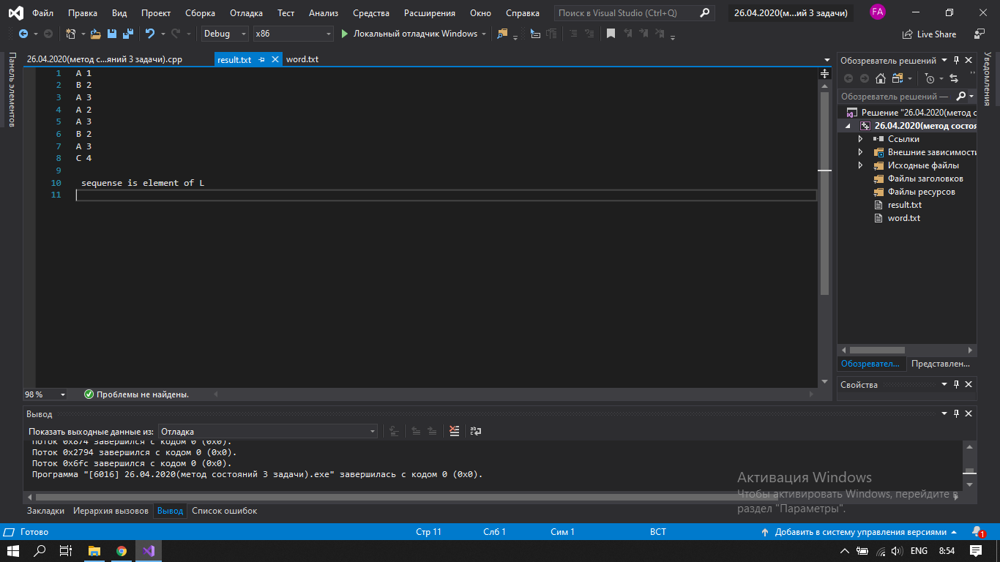 Файл Правка Вид Проект Сборка Отладка Тест Анализ Средства Расширения Окно Справка Поиск в Visual Studio (Ctrl+Q) 26.04.2020(м...ий 3 задачи) FA
Debug x86 Локальный отладчик Windows Live Share
Панель элементов
26.04.2020(метод с...яний 3 задачи).cpp result.txt word.txt
1 A 1
2 B 2
3 A 3
4 A 2
5 A 3
6 B 2
7 A 3
8 C 4
9
10 sequense is element of L
11
98 % Проблемы не найдены.
Обозреватель решений
Обозреватель решений —
Решение "26.04.2020(метод с
26.04.2020(метод состоя
Ссылки
Внешние зависимости
Исходные файлы
Файлы заголовков
Файлы ресурсов
result.txt
word.txt
Обозревател... Представлен...
Свойства
Уведомления
Вывод
Показать выходные данные из: Отладка
Поток 0x874 завершился с кодом 0 (0x0).
Поток 0x2794 завершился с кодом 0 (0x0).
Поток 0x6fc завершился с кодом 0 (0x0).
Программа "[6016] 26.04.2020(метод состояний 3 задачи).exe" завершилась с кодом 0 (0x0).
Активация Windows
Чтобы активировать Windows, перейдите в
раздел "Параметры".
Закладки Иерархия вызовов Вывод Список ошибок
Готово Стр 11 Слб 1 Сим 1 ВСТ Добавить в систему управления версиями 1
ENG 8:54